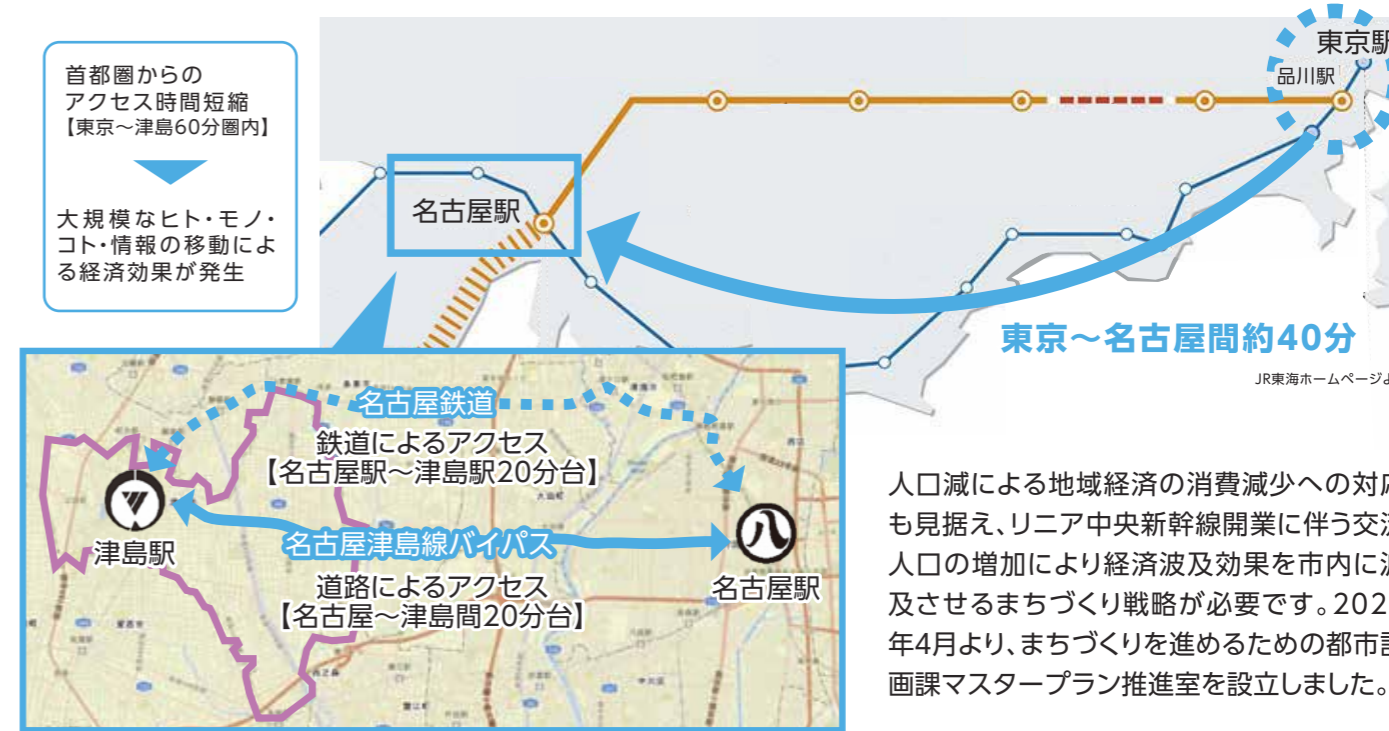 首都圏からの
アクセス時間短縮
【東京～津島60分圏内】
大規模なヒト・モノ・
コト・情報の移動によ
る経済効果が発生
東京駅
品川駅
名古屋駅
東京～名古屋間約40分
JR東海ホームページよ
名古屋鉄道
鉄道によるアクセス
【名古屋駅～津島駅20分台】
津島駅
名古屋津島線バイパス
八
名古屋駅
道路によるアクセス
【名古屋～津島間20分台】
人口減による地域経済の消費減少への対応
も見据え、リニア中央新幹線開業に伴う交流
人口の増加により経済波及効果を市内に波
及させるまちづくり戦略が必要です。202
年4月より、まちづくりを進めるための都市計
画課マスタープラン推進室を設立しました。